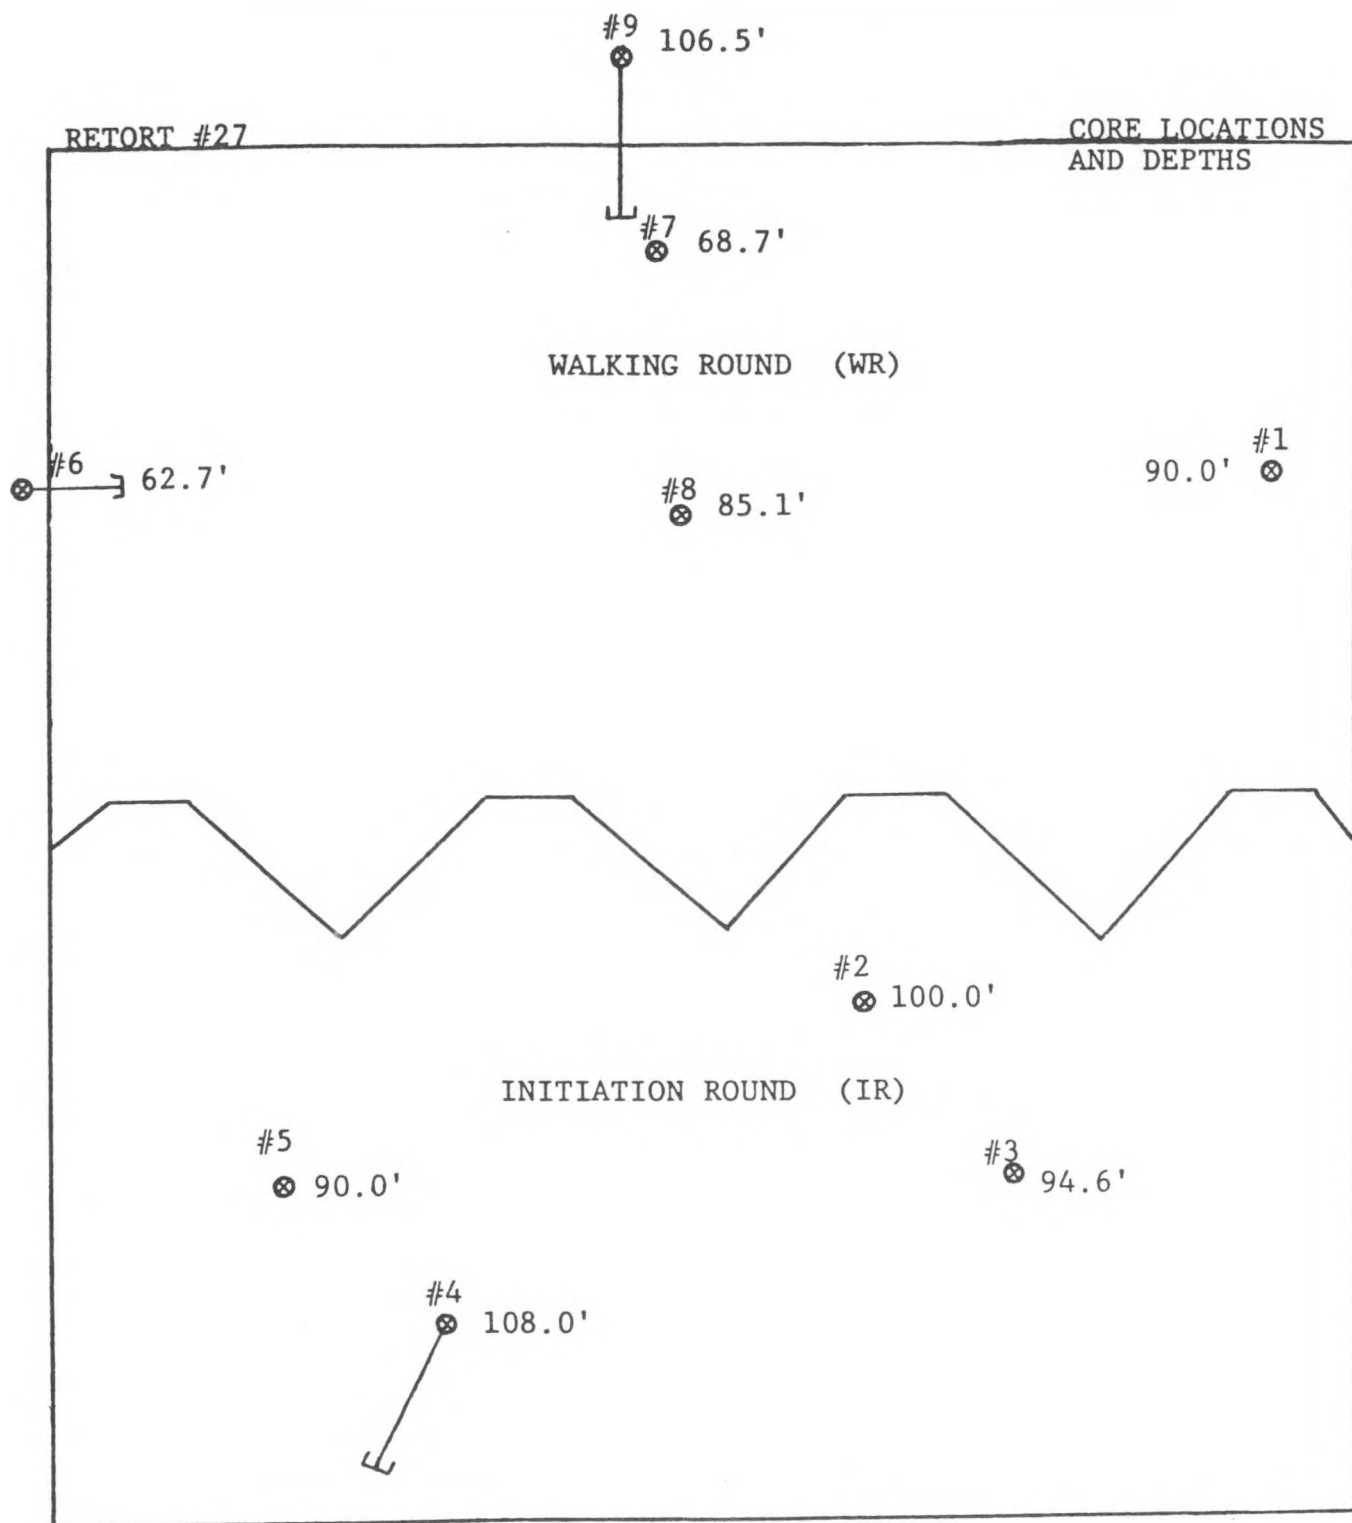 #9 106.5'
RETORT #27
CORE LOCATIONS
AND DEPTHS
#7 68.7'
WALKING ROUND (WR)
#6 62.7'
#8 85.1'
#1
90.0'
#2
100.0'
INITIATION ROUND (IR)
#5
90.0'
#3
94.6'
#4
108.0'